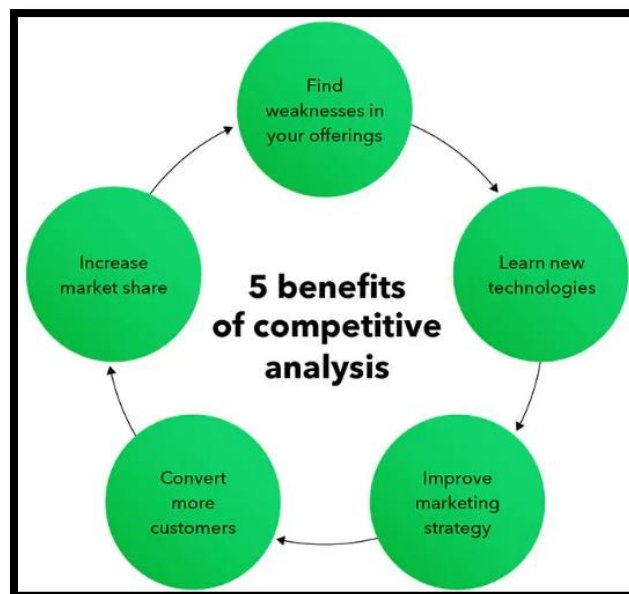 Find
weaknesses in
your offerings
Learn new
technologies
Improve
marketing
strategy
Convert
more
customers
Increase
market share
5 benefits
of competitive
analysis